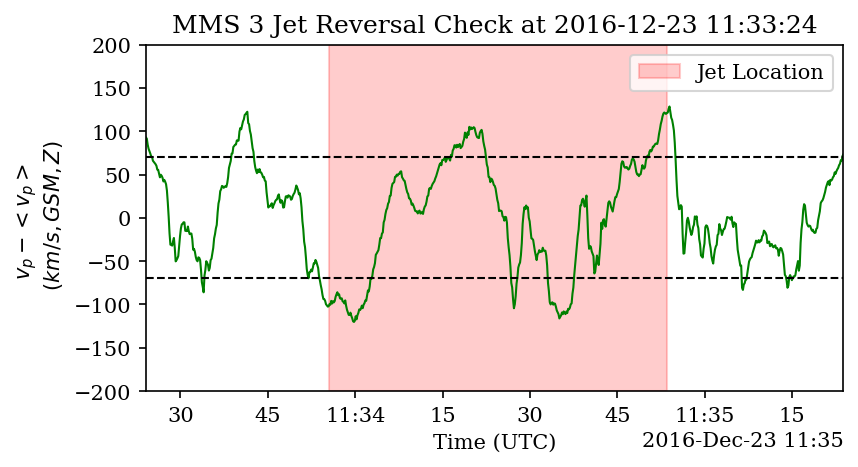 MMS 3 Jet Reversal Check at 2016-12-23 11:33:24
Jet Location
200
150
100
50
0
−50
−100
−150
−200
v_p − < v_p >
(km/s, GSM, Z)
30 45 11:34 15 30 45 11:35 15
Time (UTC)
2016-Dec-23 11:35